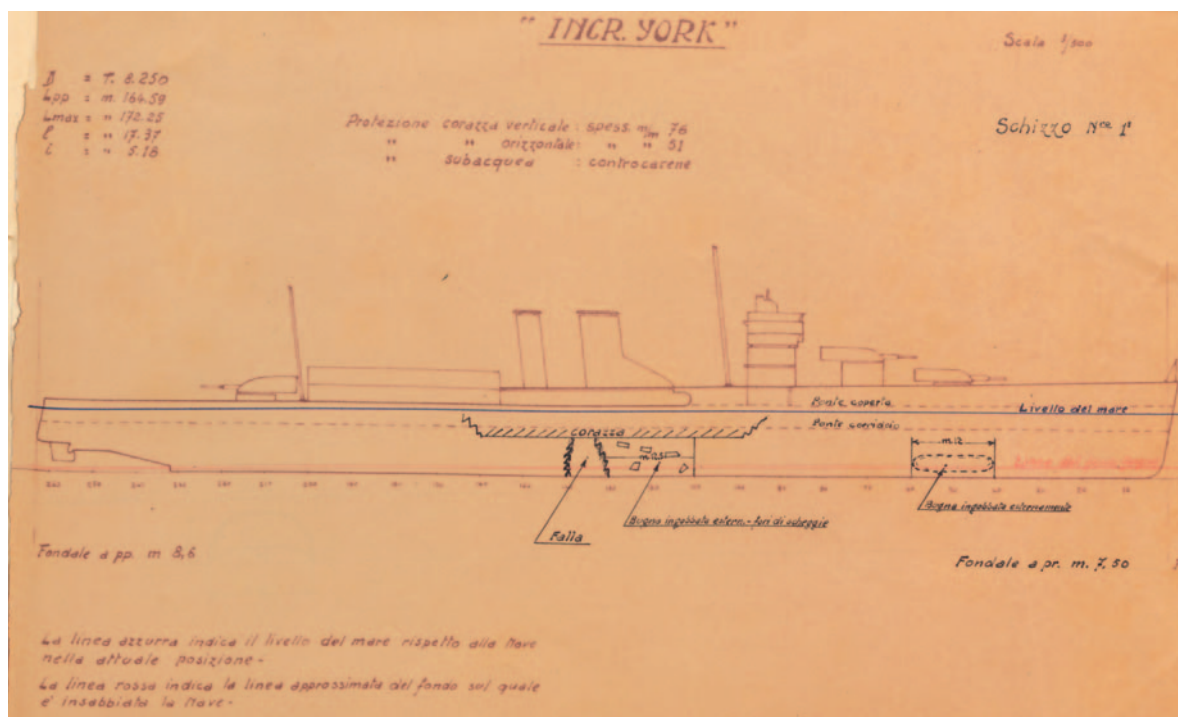 " INCR. YORK "
Scala 1/500
Schizzo Nro 1°
D = T. 8.250
Lpp = m. 164.59
Lmax = " 172.25
l = " 17.37
i = " 5.18
Protezione corazza verticale : spess. m/m 76
" " orizzontale : " " 51
" subacquea : controcarene
Ponte coperta
Livello del mare
Ponte corridoio
corazza
m. 12
Bugna ingobbata estern. - fori di scheggie
Bugna ingobbata esternamente
Falla
Fondale a pp. m 8,6
Fondale a pr. m. 7.50
La linea azzurra indica il livello del mare rispetto alla Nave
nella attuale posizione -
La linea rossa indica la linea approssimata del fondo sul quale
e' insabbiata la Nave -